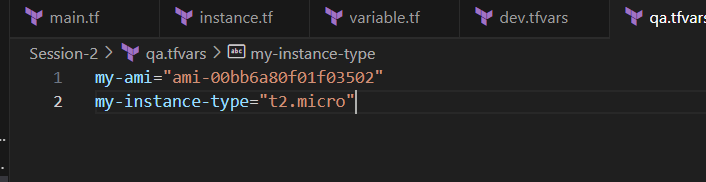 main.tf instance.tf variable.tf dev.tfvars qa.tfvars
Session-2 > qa.tfvars > abc my-instance-type
1 my-ami="ami-00bb6a80f01f03502"
2 my-instance-type="t2.micro"